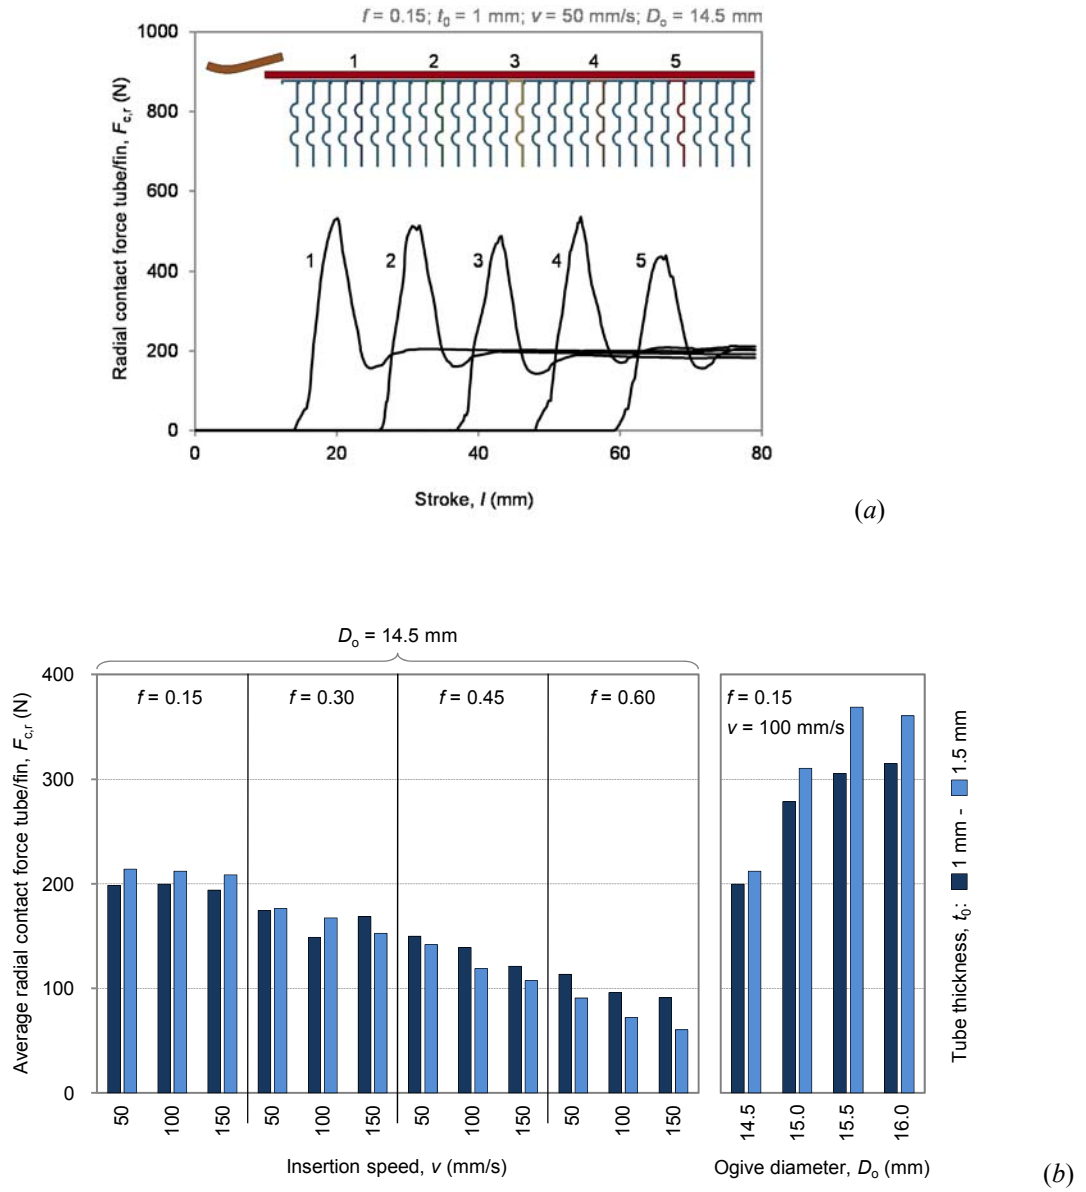 f = 0.15; t0 = 1 mm; v = 50 mm/s; Do = 14.5 mm
Radial contact force tube/fin, Fc,r (N)
1000
800
600
400
200
0
1 2 3 4 5
1 2 3 4 5
0 20 40 60 80
Stroke, l (mm)
(a)
Do = 14.5 mm
Average radial contact force tube/fin, Fc,r (N)
400
300
200
100
0
f = 0.15
f = 0.30
f = 0.45
f = 0.60
f = 0.15
v = 100 mm/s
50 100 150 50 100 150 50 100 150 50 100 150
14.5 15.0 15.5 16.0
Insertion speed, v (mm/s)
Ogive diameter, Do (mm)
Tube thickness, t0: 1 mm - 1.5 mm
(b)